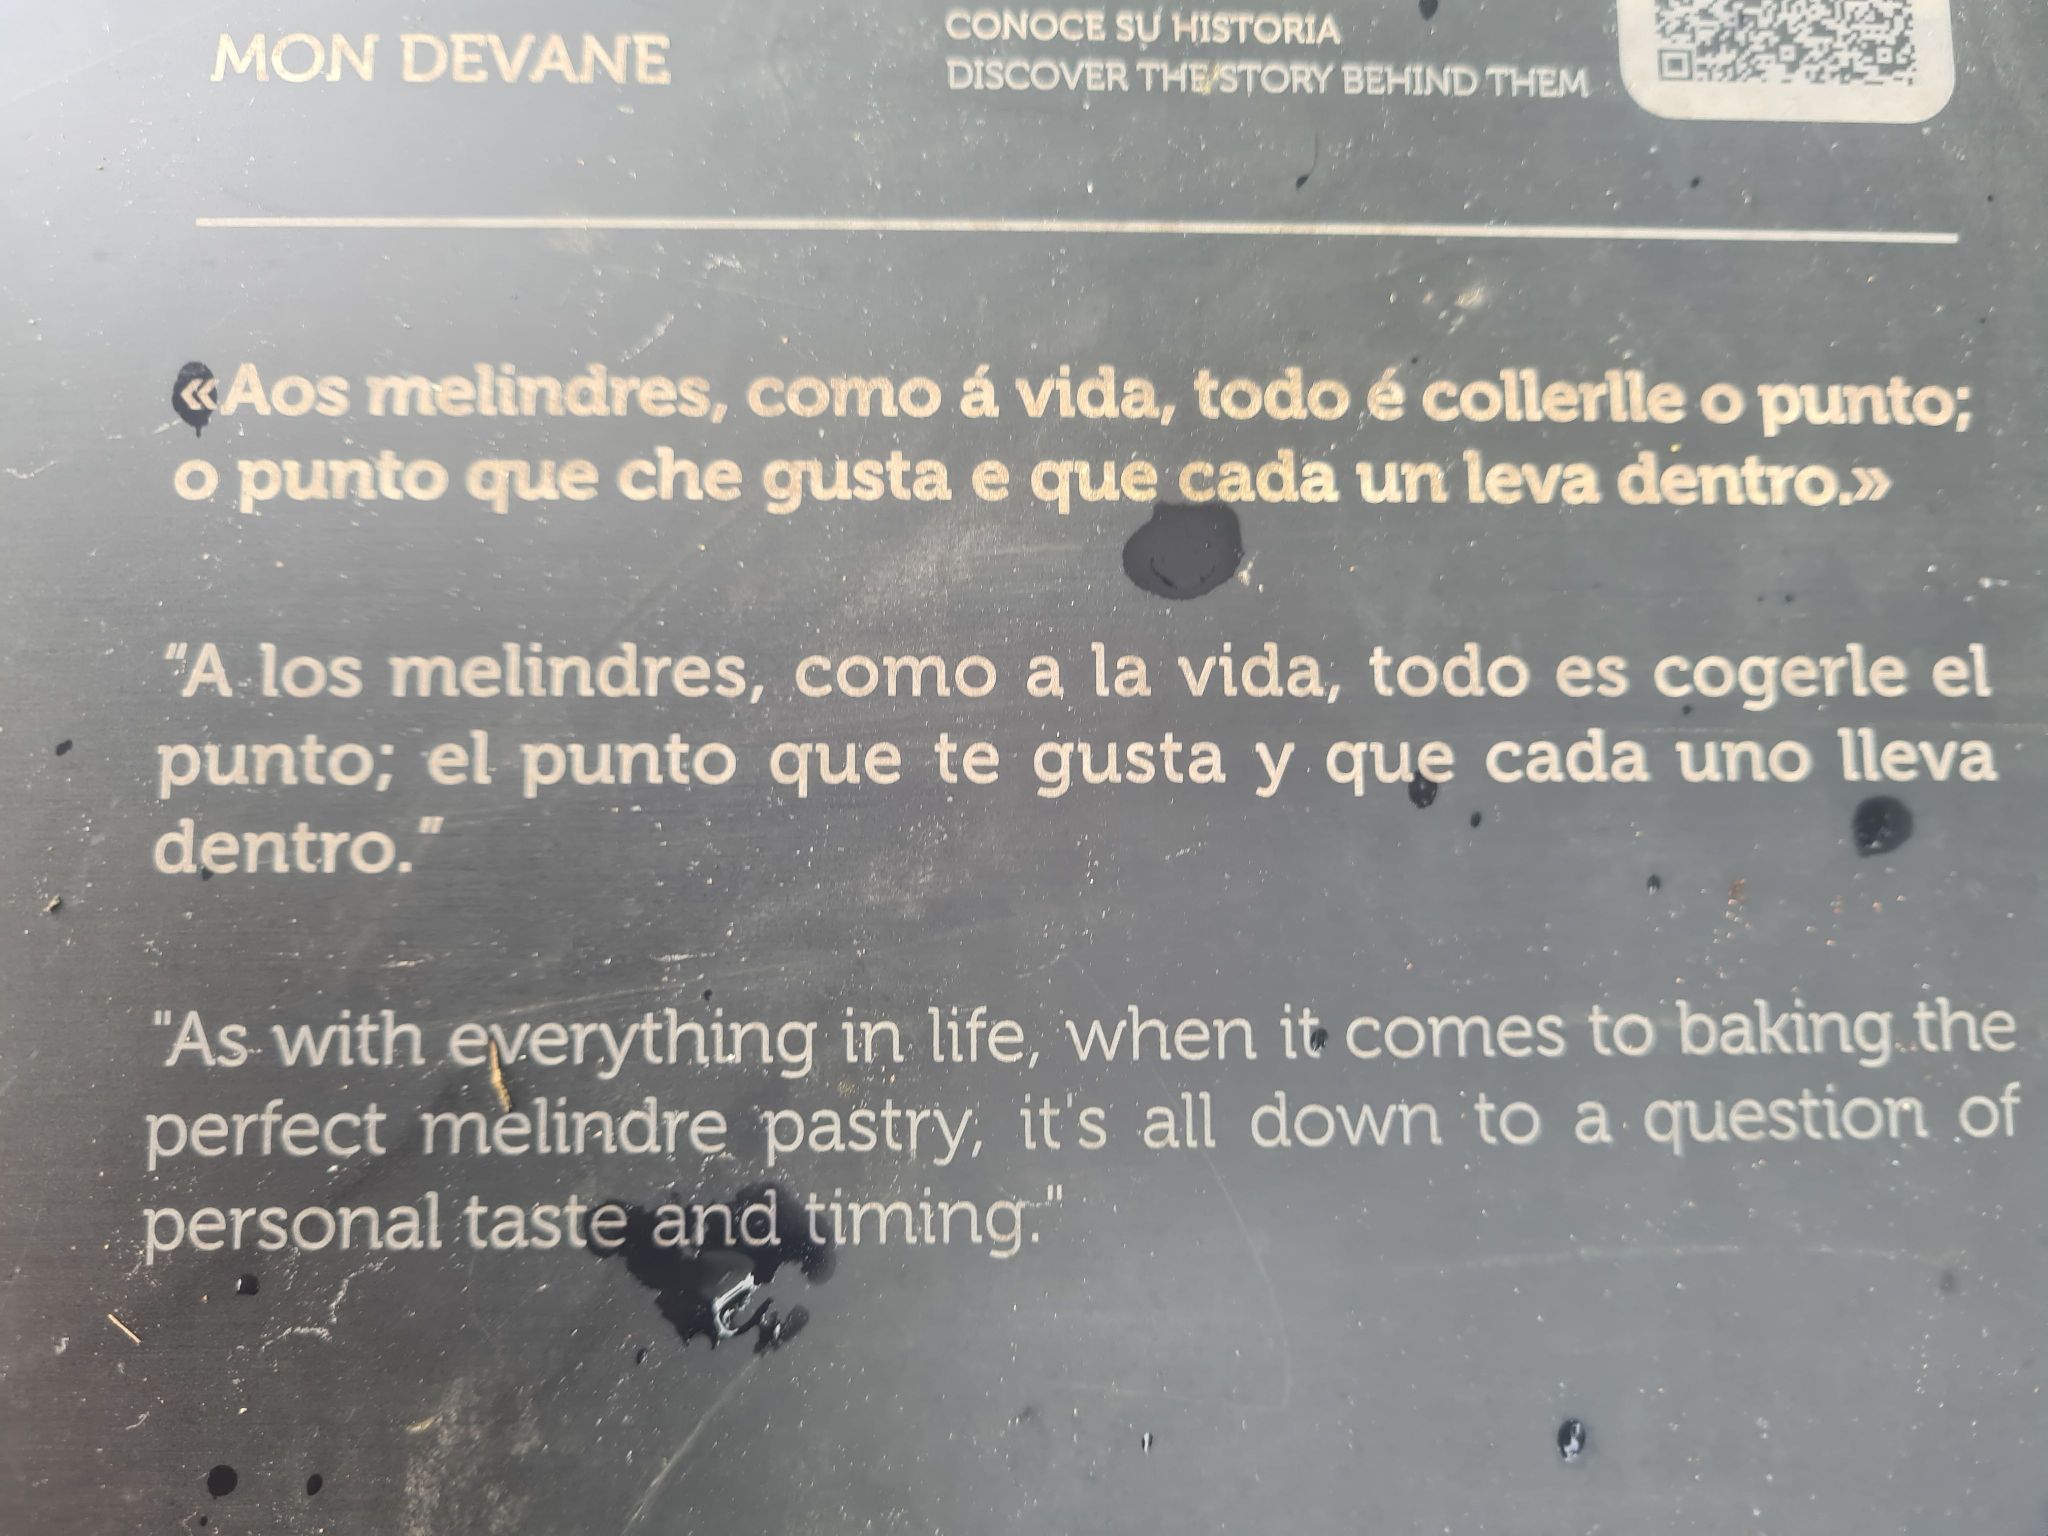 MON DEVANE
CONOCE SU HISTORIA
DISCOVER THE STORY BEHIND THEM
«Aos melindres, como á vida, todo é collerlle o punto;
o punto que che gusta e que cada un leva dentro.»
"A los melindres, como a la vida, todo es cogerle el
punto; el punto que te gusta y que cada uno lleva
dentro."
"As with everything in life, when it comes to baking the
perfect melindre pastry, it's all down to a question of
personal taste and timing."